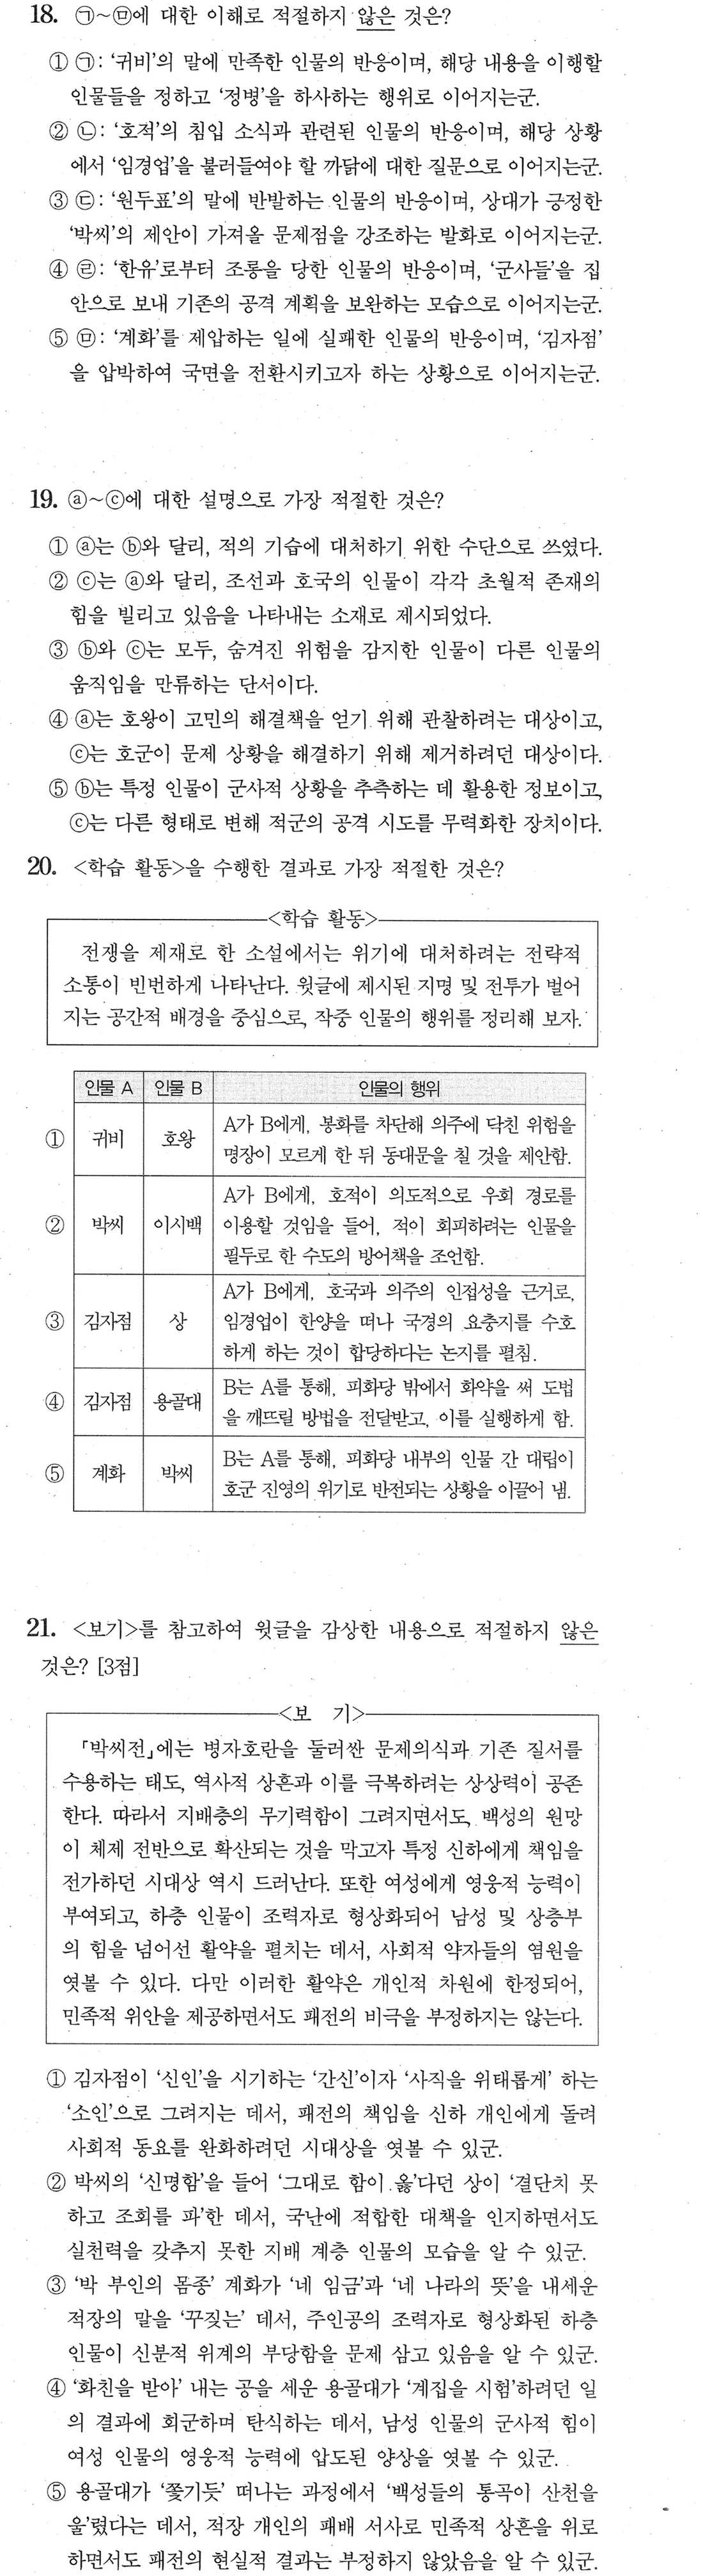 18. ㉠~㉤에 대한 이해로 적절하지 않은 것은?
① ㉠: ‘귀비’의 말에 만족한 인물의 반응이며, 해당 내용을 이행할
인물들을 정하고 ‘정병’을 하사하는 행위로 이어지는군.
② ㉡: ‘호적’의 침입 소식과 관련된 인물의 반응이며, 해당 상황
에서 ‘임경업’을 불러들여야 할 까닭에 대한 질문으로 이어지는군.
③ ㉢: ‘원두표’의 말에 반발하는 인물의 반응이며, 상대가 긍정한
‘박씨’의 제안이 가져올 문제점을 강조하는 발화로 이어지는군.
④ ㉣: ‘한유’로부터 조롱을 당한 인물의 반응이며, ‘군사들’을 집
안으로 보내 기존의 공격 계획을 보완하는 모습으로 이어지는군.
⑤ ㉤: ‘계화’를 제압하는 일에 실패한 인물의 반응이며, ‘김자점’
을 압박하여 국면을 전환시키고자 하는 상황으로 이어지는군.
19. ⓐ~ⓒ에 대한 설명으로 가장 적절한 것은?
① ⓐ는 ⓑ와 달리, 적의 기습에 대처하기 위한 수단으로 쓰였다.
② ⓒ는 ⓐ와 달리, 조선과 호국의 인물이 각각 초월적 존재의
힘을 빌리고 있음을 나타내는 소재로 제시되었다.
③ ⓑ와 ⓒ는 모두, 숨겨진 위험을 감지한 인물이 다른 인물의
움직임을 만류하는 단서이다.
④ ⓐ는 호왕이 고민의 해결책을 얻기 위해 관찰하려는 대상이고,
ⓒ는 호군이 문제 상황을 해결하기 위해 제거하려던 대상이다.
⑤ ⓑ는 특정 인물이 군사적 상황을 추측하는 데 활용한 정보이고,
ⓒ는 다른 형태로 변해 적군의 공격 시도를 무력화한 장치이다.
20. <학습 활동>을 수행한 결과로 가장 적절한 것은?
<학습 활동>
전쟁을 제재로 한 소설에서는 위기에 대처하려는 전략적
소통이 빈번하게 나타난다. 윗글에 제시된 지명 및 전투가 벌어
지는 공간적 배경을 중심으로, 작중 인물의 행위를 정리해 보자.
인물 A 인물 B 인물의 행위
① 귀비 호왕 A가 B에게, 봉화를 차단해 의주에 닥친 위험을
명장이 모르게 한 뒤 동대문을 칠 것을 제안함.
② 박씨 이시백 A가 B에게, 호적이 의도적으로 우회 경로를
이용할 것임을 들어, 적이 회피하려는 인물을
필두로 한 수도의 방어책을 조언함.
③ 김자점 상 A가 B에게, 호국과 의주의 인접성을 근거로,
임경업이 한양을 떠나 국경의 요충지를 수호
하게 하는 것이 합당하다는 논지를 펼침.
④ 김자점 용골대 B는 A를 통해, 피화당 밖에서 화약을 써 도법
을 깨뜨릴 방법을 전달받고, 이를 실행하게 함.
⑤ 계화 박씨 B는 A를 통해, 피화당 내부의 인물 간 대립이
호군 진영의 위기로 반전되는 상황을 이끌어 냄.
21. <보기>를 참고하여 윗글을 감상한 내용으로 적절하지 않은
것은? [3점]
<보 기>
「박씨전」에는 병자호란을 둘러싼 문제의식과 기존 질서를
수용하는 태도, 역사적 상흔과 이를 극복하려는 상상력이 공존
한다. 따라서 지배층의 무기력함이 그려지면서도, 백성의 원망
이 체제 전반으로 확산되는 것을 막고자 특정 신하에게 책임을
전가하던 시대상 역시 드러난다. 또한 여성에게 영웅적 능력이
부여되고, 하층 인물이 조력자로 형상화되어 남성 및 상층부
의 힘을 넘어선 활약을 펼치는 데서, 사회적 약자들의 염원을
엿볼 수 있다. 다만 이러한 활약은 개인적 차원에 한정되어,
민족적 위안을 제공하면서도 패전의 비극을 부정하지는 않는다.
① 김자점이 ‘신인’을 시기하는 ‘간신’이자 ‘사직을 위태롭게’ 하는
‘소인’으로 그려지는 데서, 패전의 책임을 신하 개인에게 돌려
사회적 동요를 완화하려던 시대상을 엿볼 수 있군.
② 박씨의 ‘신명함’을 들어 ‘그대로 함이 옳’다던 상이 ‘결단치 못
하고 조회를 파’한 데서, 국난에 적합한 대책을 인지하면서도
실천력을 갖추지 못한 지배 계층 인물의 모습을 알 수 있군.
③ ‘박 부인의 몸종’ 계화가 ‘네 임금’과 ‘네 나라의 뜻’을 내세운
적장의 말을 ‘꾸짖는’ 데서, 주인공의 조력자로 형상화된 하층
인물이 신분적 위계의 부당함을 문제 삼고 있음을 알 수 있군.
④ ‘화친을 받아’ 내는 공을 세운 용골대가 ‘계집을 시험’하려던 일
의 결과에 회군하며 탄식하는 데서, 남성 인물의 군사적 힘이
여성 인물의 영웅적 능력에 압도된 양상을 엿볼 수 있군.
⑤ 용골대가 ‘쫓기듯’ 떠나는 과정에서 ‘백성들의 통곡이 산천을
울’렸다는 데서, 적장 개인의 패배 서사로 민족적 상흔을 위로
하면서도 패전의 현실적 결과는 부정하지 않았음을 알 수 있군.